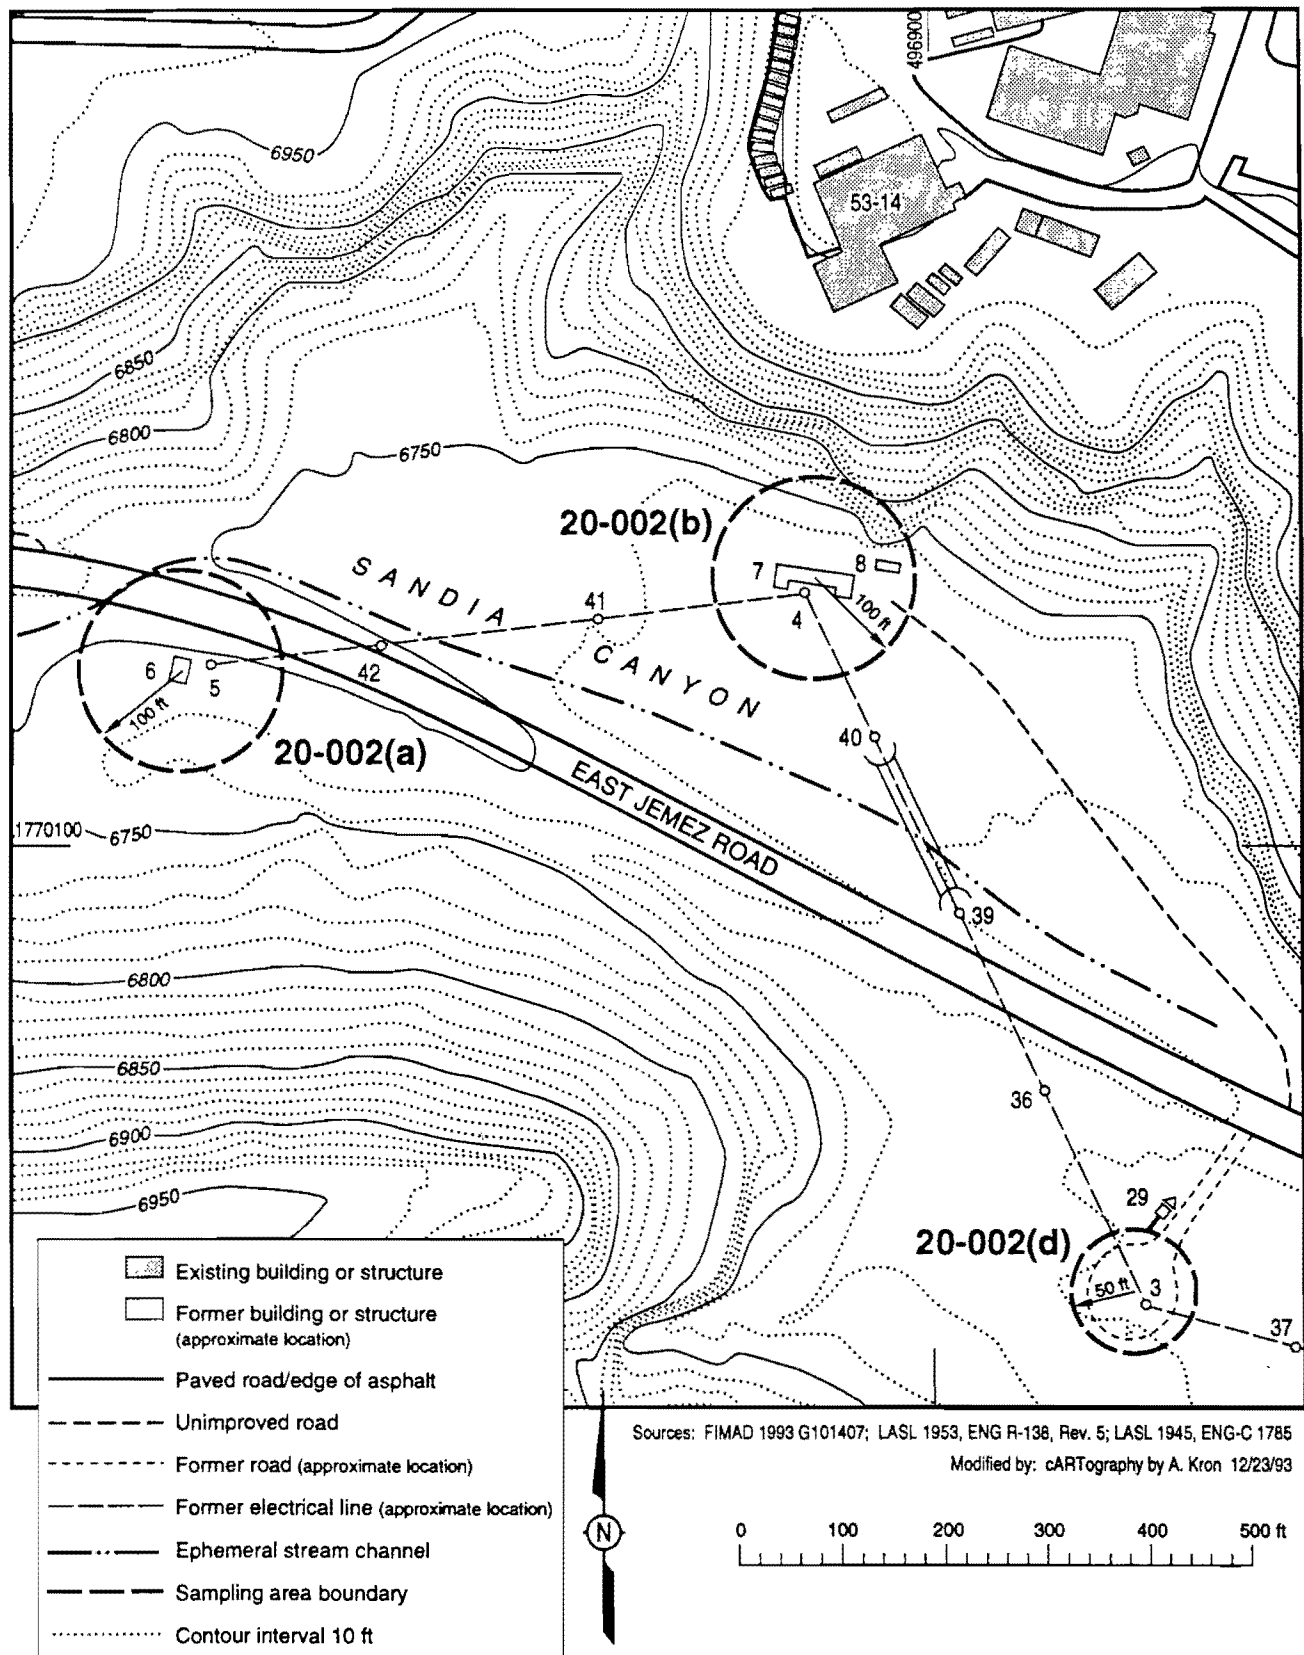 496900
6950
53-14
6850
6800
6750
20-002(b)
SANDIA
CANYON
7
8
4
100 ft
41
42
6
5
100 ft
20-002(a)
40
EAST JEMEZ ROAD
1770100
6750
39
6800
6850
36
6900
6950
29
20-002(d)
50 ft
3
37
Existing building or structure
Former building or structure
(approximate location)
Paved road/edge of asphalt
Unimproved road
Former road (approximate location)
Former electrical line (approximate location)
Ephemeral stream channel
Sampling area boundary
Contour interval 10 ft
Sources: FIMAD 1993 G101407; LASL 1953, ENG R-138, Rev. 5; LASL 1945, ENG-C 1785
Modified by: cARTography by A. Kron 12/23/93
N
0 100 200 300 400 500 ft